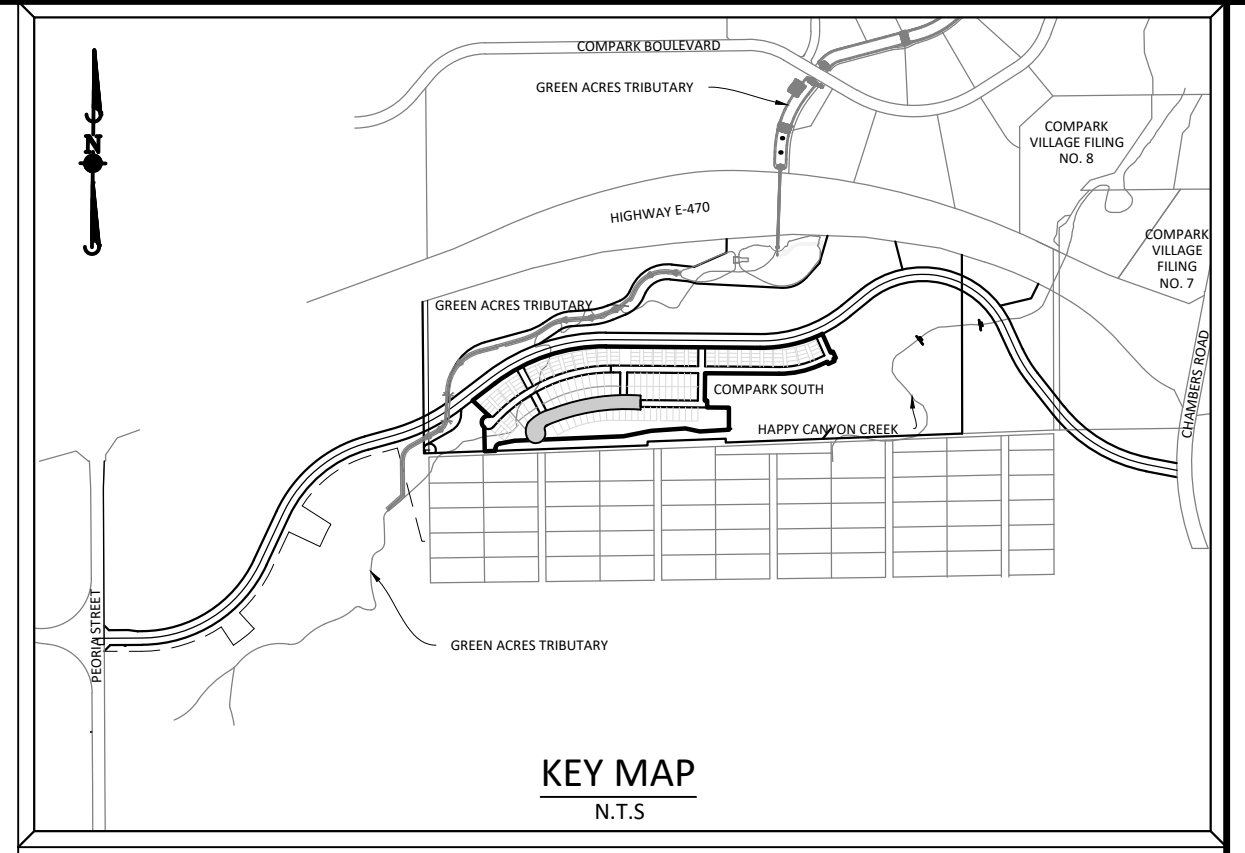 COMPARK BOULEVARD
GREEN ACRES TRIBUTARY
N
COMPARK
VILLAGE FILING
NO. 8
HIGHWAY E-470
COMPARK
VILLAGE
FILING
NO. 7
GREEN ACRES TRIBUTARY
CHAMBERS ROAD
COMPARK SOUTH
HAPPY CANYON CREEK
PEORIA STREET
GREEN ACRES TRIBUTARY
KEY MAP
N.T.S